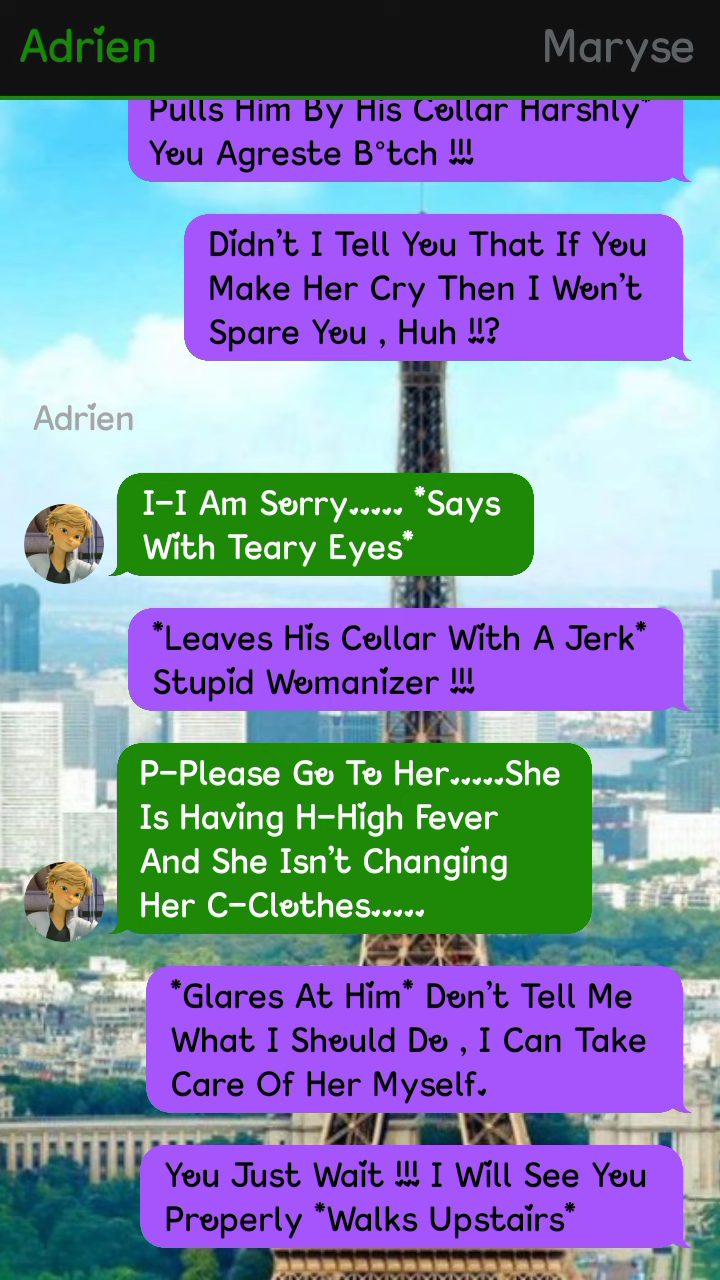 Adrien
Maryse
Pulls Him By His Collar Harshly*
You Agreste B°tch !!!
Didn't I Tell You That If You
Make Her Cry Then I Won't
Spare You , Huh !!?
Adrien
I-I Am Sorry..... *Says
With Teary Eyes*
*Leaves His Collar With A Jerk*
Stupid Womanizer !!!
P-Please Go To Her.....She
Is Having H-High Fever
And She Isn't Changing
Her C-Clothes.....
*Glares At Him* Don't Tell Me
What I Should Do , I Can Take
Care Of Her Myself.
You Just Wait !!! I Will See You
Properly *Walks Upstairs*